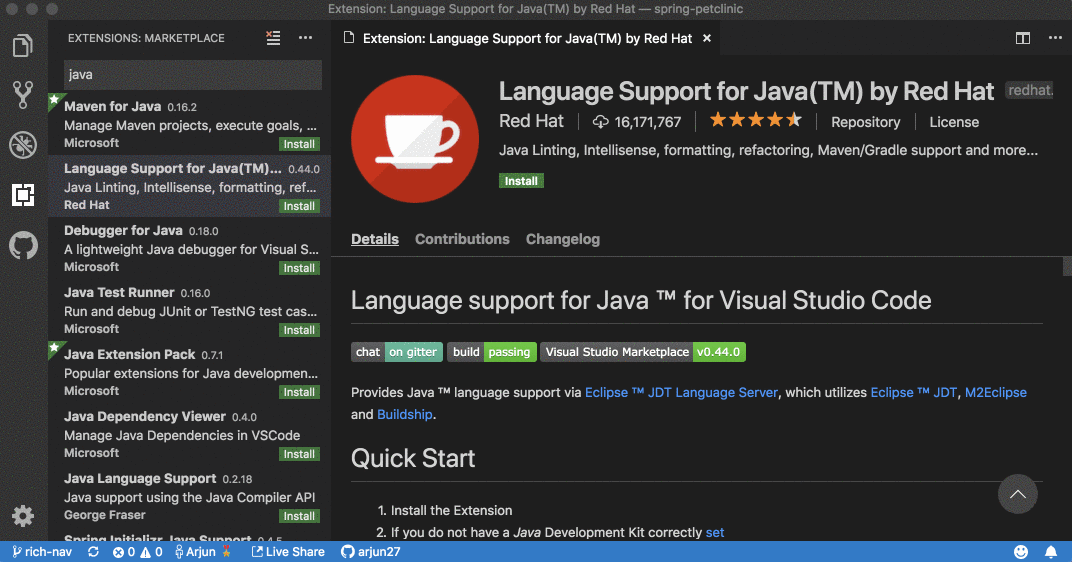 Extension: Language Support for Java(TM) by Red Hat — spring-petclinic
EXTENSIONS: MARKETPLACE
java
Maven for Java 0.16.2
Manage Maven projects, execute goals, ...
Microsoft Install
Language Support for Java(TM)... 0.44.0
Java Linting, Intellisense, formatting, ref...
Red Hat Install
Debugger for Java 0.18.0
A lightweight Java debugger for Visual S...
Microsoft Install
Java Test Runner 0.16.0
Run and debug JUnit or TestNG test cas...
Microsoft Install
Java Extension Pack 0.7.1
Popular extensions for Java developmen...
Microsoft Install
Java Dependency Viewer 0.4.0
Manage Java Dependencies in VSCode
Microsoft Install
Java Language Support 0.2.18
Java support using the Java Compiler API
George Fraser Install
Spring Initializr Java Support 0.4.5
Extension: Language Support for Java(TM) by Red Hat ×
Language Support for Java(TM) by Red Hat redhat.
Red Hat 16,171,767 Repository License
Java Linting, Intellisense, formatting, refactoring, Maven/Gradle support and more...
Install
Details Contributions Changelog
Language support for Java ™ for Visual Studio Code
chat on gitter build passing Visual Studio Marketplace v0.44.0
Provides Java ™ language support via Eclipse ™ JDT Language Server, which utilizes Eclipse ™ JDT, M2Eclipse
and Buildship.
Quick Start
1. Install the Extension
2. If you do not have a Java Development Kit correctly set
rich-nav 0 0 Arjun Live Share arjun27